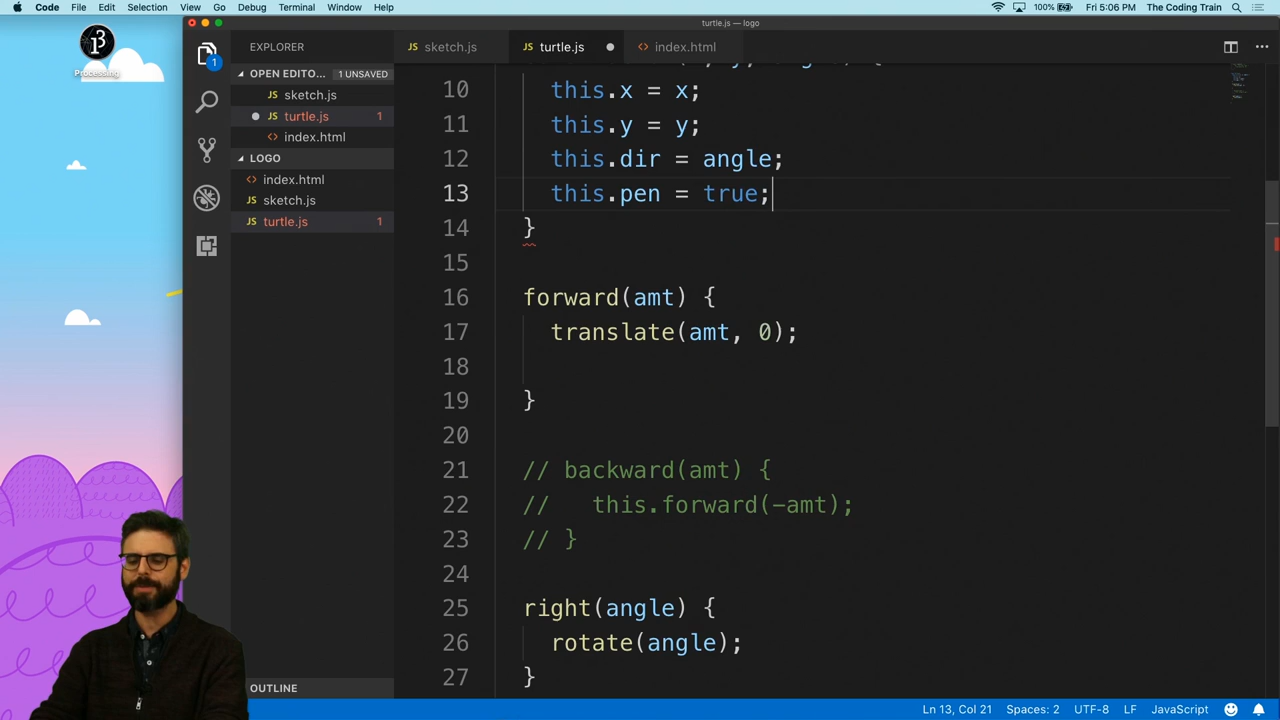 Code File Edit Selection View Go Debug Terminal Window Help
100% Fri 5:06 PM The Coding Train
turtle.js — logo
Processing
EXPLORER
sketch.js
turtle.js
index.html
OPEN EDITO... 1 UNSAVED
JS sketch.js
JS turtle.js 1
<> index.html
LOGO
<> index.html
JS sketch.js
JS turtle.js 1
OUTLINE
1
10 this.x = x;
11 this.y = y;
12 this.dir = angle;
13 this.pen = true;
14 }
15
16 forward(amt) {
17 translate(amt, 0);
18
19 }
20
21 // backward(amt) {
22 // this.forward(-amt);
23 // }
24
25 right(angle) {
26 rotate(angle);
27 }
Ln 13, Col 21 Spaces: 2 UTF-8 LF JavaScript